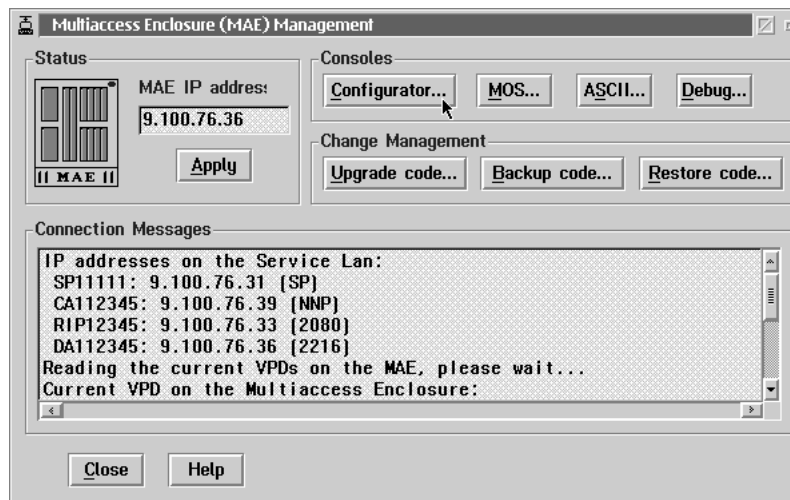 Multiaccess Enclosure (MAE) Management
Status
MAE IP address
9.100.76.36
Apply
II MAE II
Consoles
Configurator... MOS... ASCII... Debug...
Change Management
Upgrade code... Backup code... Restore code...
Connection Messages
IP addresses on the Service Lan:
SP11111: 9.100.76.31 (SP)
CA112345: 9.100.76.39 (NNP)
RIP12345: 9.100.76.33 (2080)
DA112345: 9.100.76.36 (2216)
Reading the current VPDs on the MAE, please wait...
Current VPD on the Multiaccess Enclosure:
Close Help